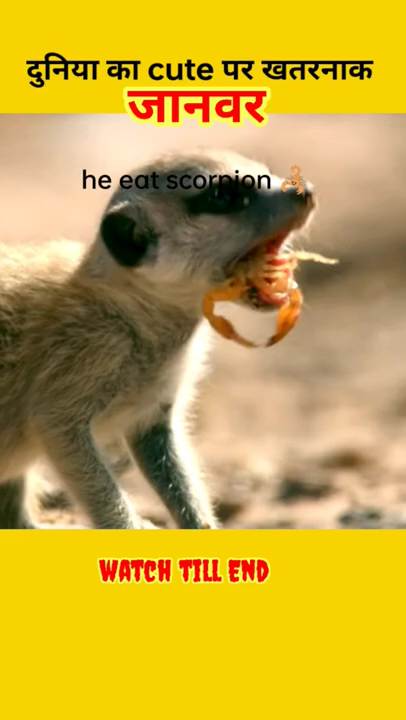 दुनिया का cute पर खतरनाक
जानवर
he eat scorpion 🦂
WATCH TILL END